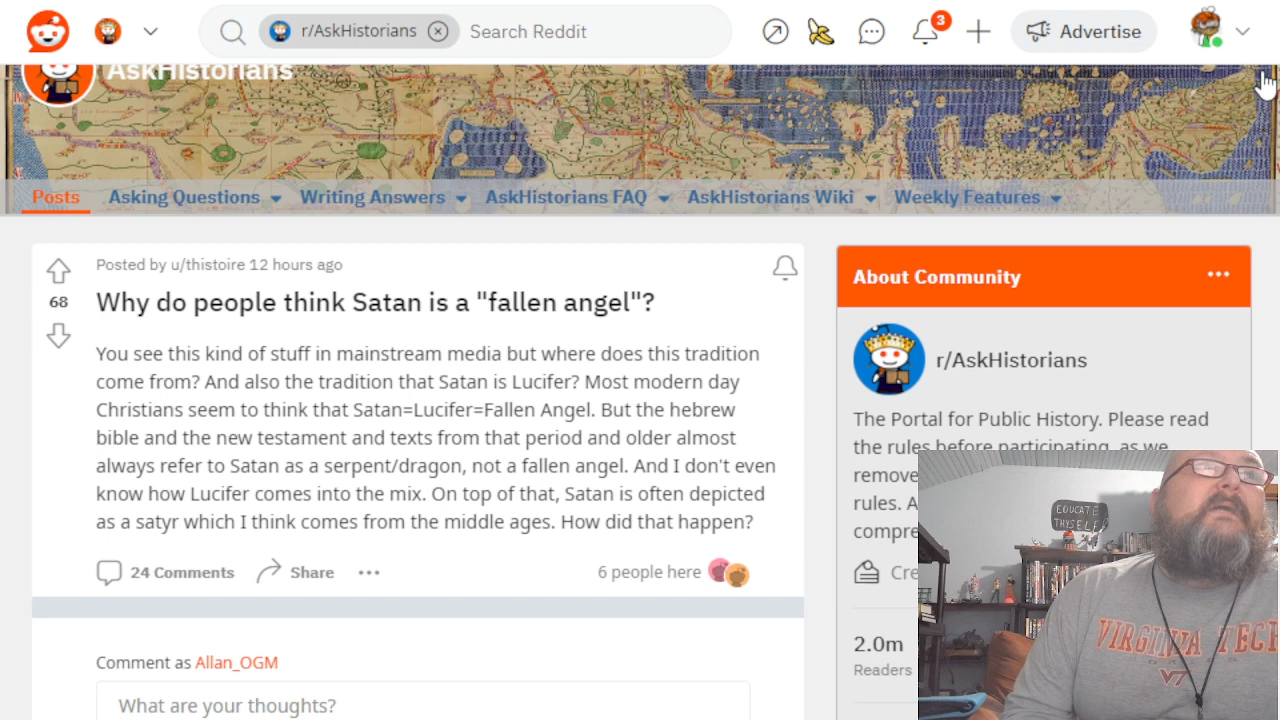 r/AskHistorians
Search Reddit
3
Advertise
AskHistorians
Posts
Asking Questions
Writing Answers
AskHistorians FAQ
AskHistorians Wiki
Weekly Features
Posted by u/thistoire 12 hours ago
68
Why do people think Satan is a "fallen angel"?
You see this kind of stuff in mainstream media but where does this tradition
come from? And also the tradition that Satan is Lucifer? Most modern day
Christians seem to think that Satan=Lucifer=Fallen Angel. But the hebrew
bible and the new testament and texts from that period and older almost
always refer to Satan as a serpent/dragon, not a fallen angel. And I don't even
know how Lucifer comes into the mix. On top of that, Satan is often depicted
as a satyr which I think comes from the middle ages. How did that happen?
24 Comments
Share
6 people here
Comment as Allan_OGM
What are your thoughts?
About Community
r/AskHistorians
The Portal for Public History. Please read
the rules before participating, as we
remove
rules. A
compre
Cre
2.0m
Readers
EDUCATE
THYSELF
VIRGINIA TECH
VT